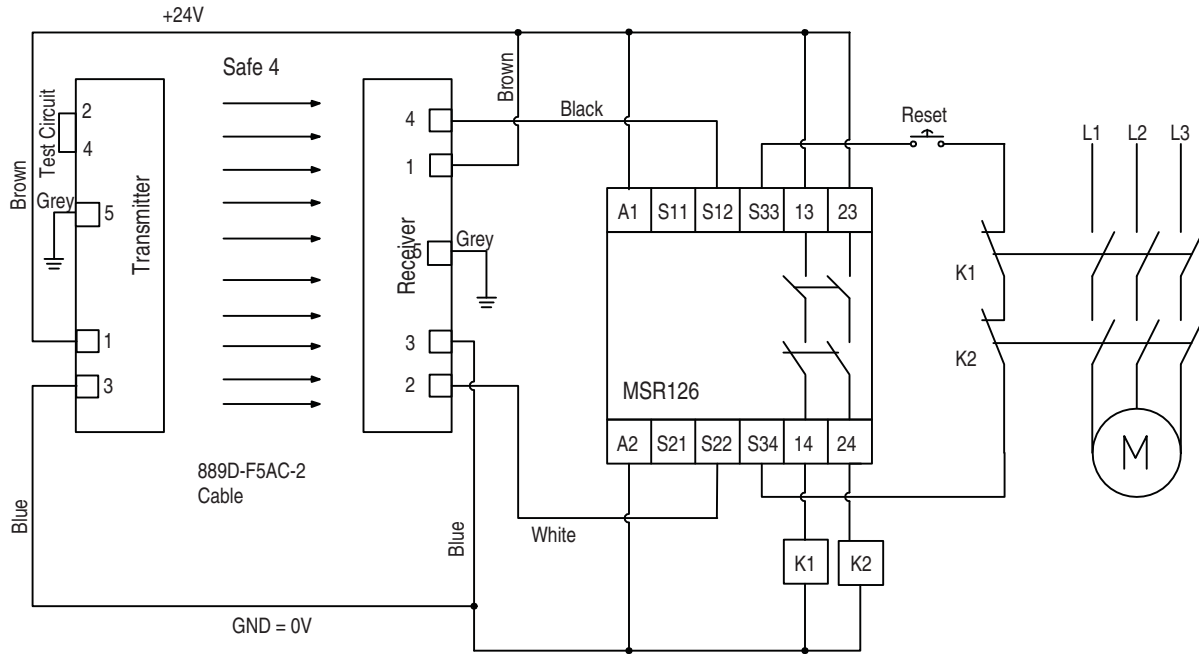 +24V
Safe 4
Brown
Test Circuit
2
4
Grey
5
Transmitter
1
3
Brown
Blue
4
1
Grey
5
Receiver
3
2
Black
White
Blue
889D-F5AC-2
Cable
GND = 0V
Reset
A1 S11 S12 S33 13 23
MSR126
A2 S21 S22 S34 14 24
K1
K2
K1
K2
L1 L2 L3
M